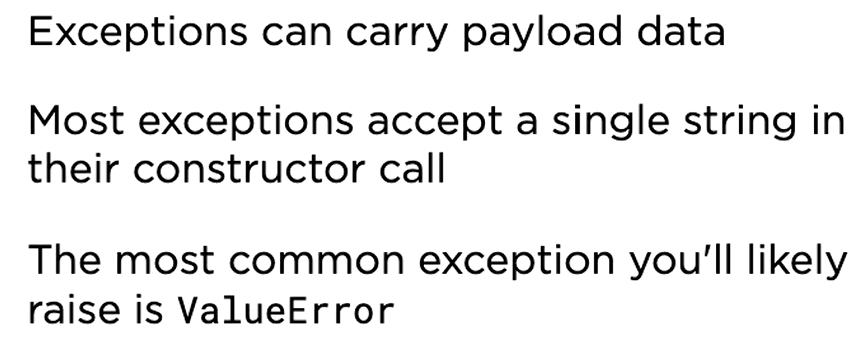 Exceptions can carry payload data
Most exceptions accept a single string in
their constructor call
The most common exception you'll likely
raise is ValueError